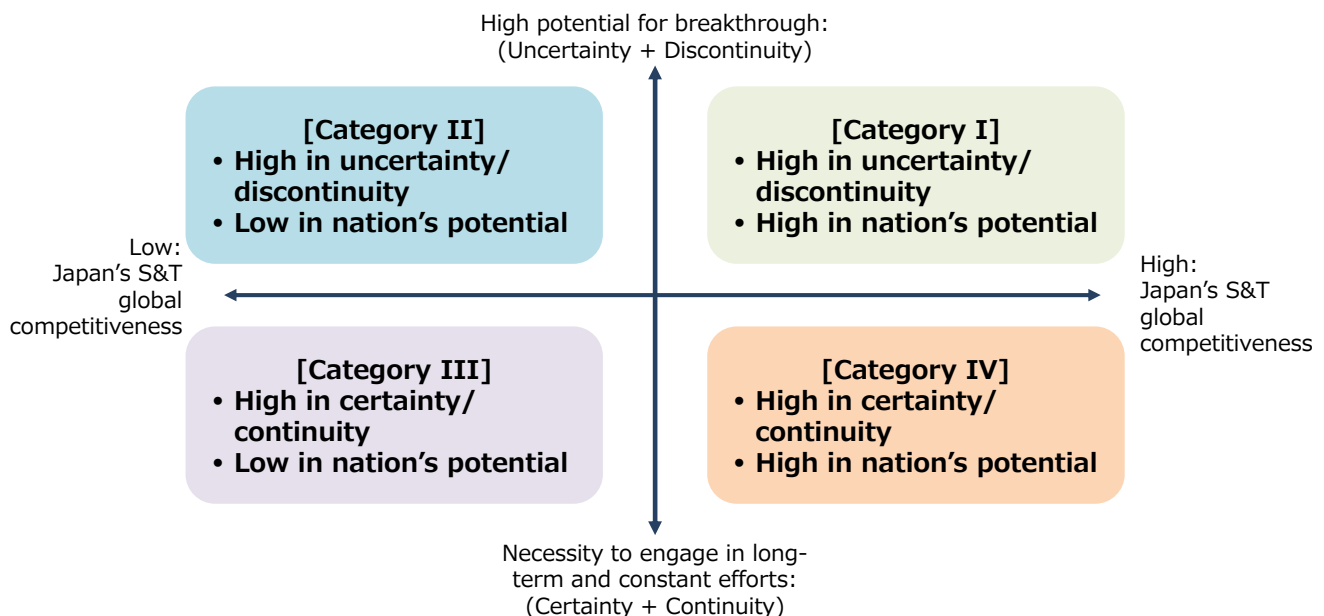 High potential for breakthrough:
(Uncertainty + Discontinuity)
[Category II]
• High in uncertainty/
discontinuity
• Low in nation’s potential
[Category I]
• High in uncertainty/
discontinuity
• High in nation’s potential
Low:
Japan’s S&T
global
competitiveness
High:
Japan’s S&T
global
competitiveness
[Category III]
• High in certainty/
continuity
• Low in nation’s potential
[Category IV]
• High in certainty/
continuity
• High in nation’s potential
Necessity to engage in long-
term and constant efforts:
(Certainty + Continuity)